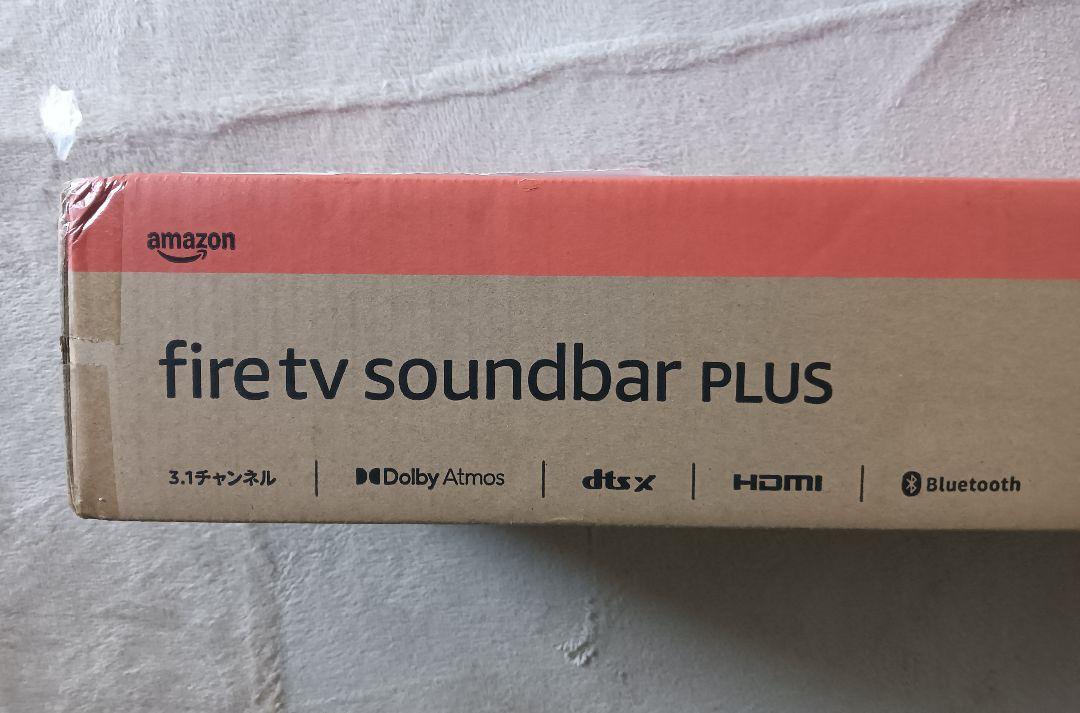 amazon
fire tv soundbar PLUS
3.1チャンネル | Dolby Atmos | dts x | HDMI | Bluetooth